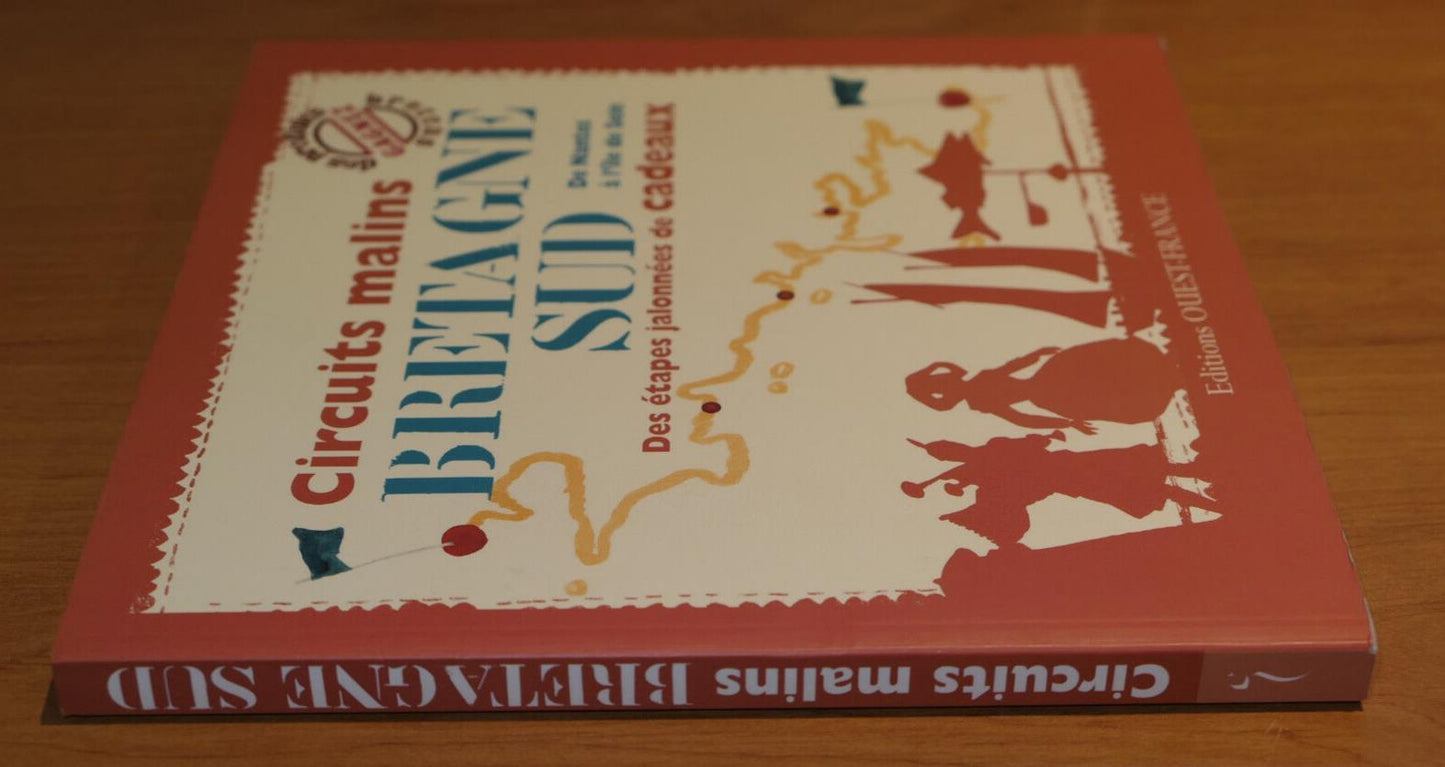 Circuits malins
BRETAGNE
SUD
De Nantes
à l'île de Sein
Des étapes jalonnées de cadeaux
Editions OUEST-FRANCE
Circuits malins BRETAGNE SUD